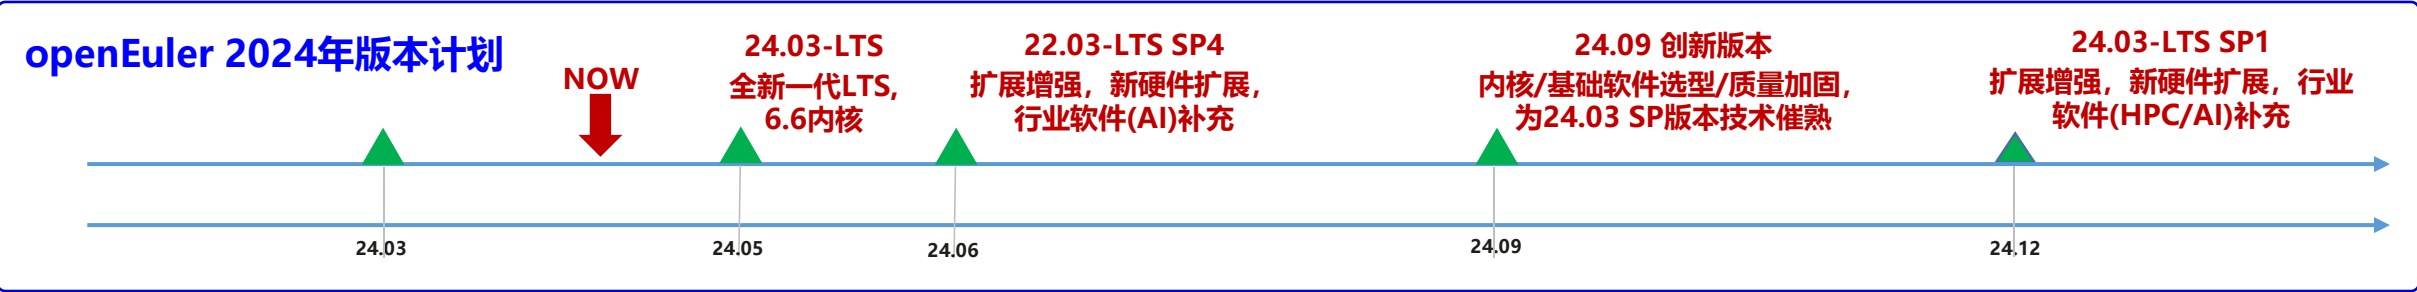 openEuler 2024年版本计划
NOW
24.03-LTS
全新一代LTS,
6.6内核
22.03-LTS SP4
扩展增强，新硬件扩展，
行业软件(AI)补充
24.09 创新版本
内核/基础软件选型/质量加固，
为24.03 SP版本技术催熟
24.03-LTS SP1
扩展增强，新硬件扩展，行业
软件(HPC/AI)补充
24.03
24.05
24.06
24.09
24.12